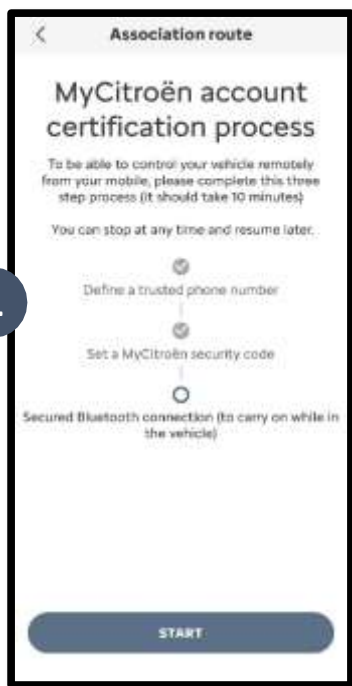 Association route
MyCitroën account
certification process
To be able to control your vehicle remotely
from your mobile, please complete this three
step process (it should take 10 minutes)
You can stop at any time and resume later.
Define a trusted phone number
Set a MyCitroën security code
Secured Bluetooth connection (to carry on while in
the vehicle)
START